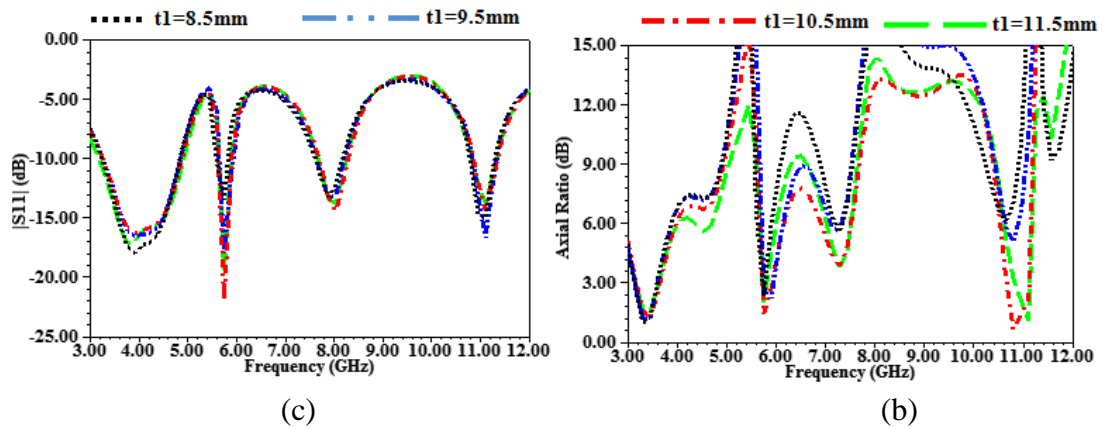 t1=8.5mm t1=9.5mm t1=10.5mm t1=11.5mm
0.00
-5.00
-10.00
-15.00
-20.00
-25.00
|S11| (dB)
3.00 4.00 5.00 6.00 7.00 8.00 9.00 10.00 11.00 12.00
Frequency (GHz)
(c)
15.00
12.00
9.00
6.00
3.00
0.00
Axial Ratio (dB)
3.00 4.00 5.00 6.00 7.00 8.00 9.00 10.00 11.00 12.00
Frequency (GHz)
(b)